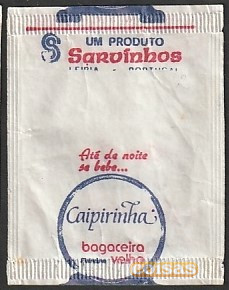 UM PRODUTO
Sarvinhos
LEIRIA - PORTUGAL
Até de noite
se bebe...
Caipirinha
bagaceira
velha